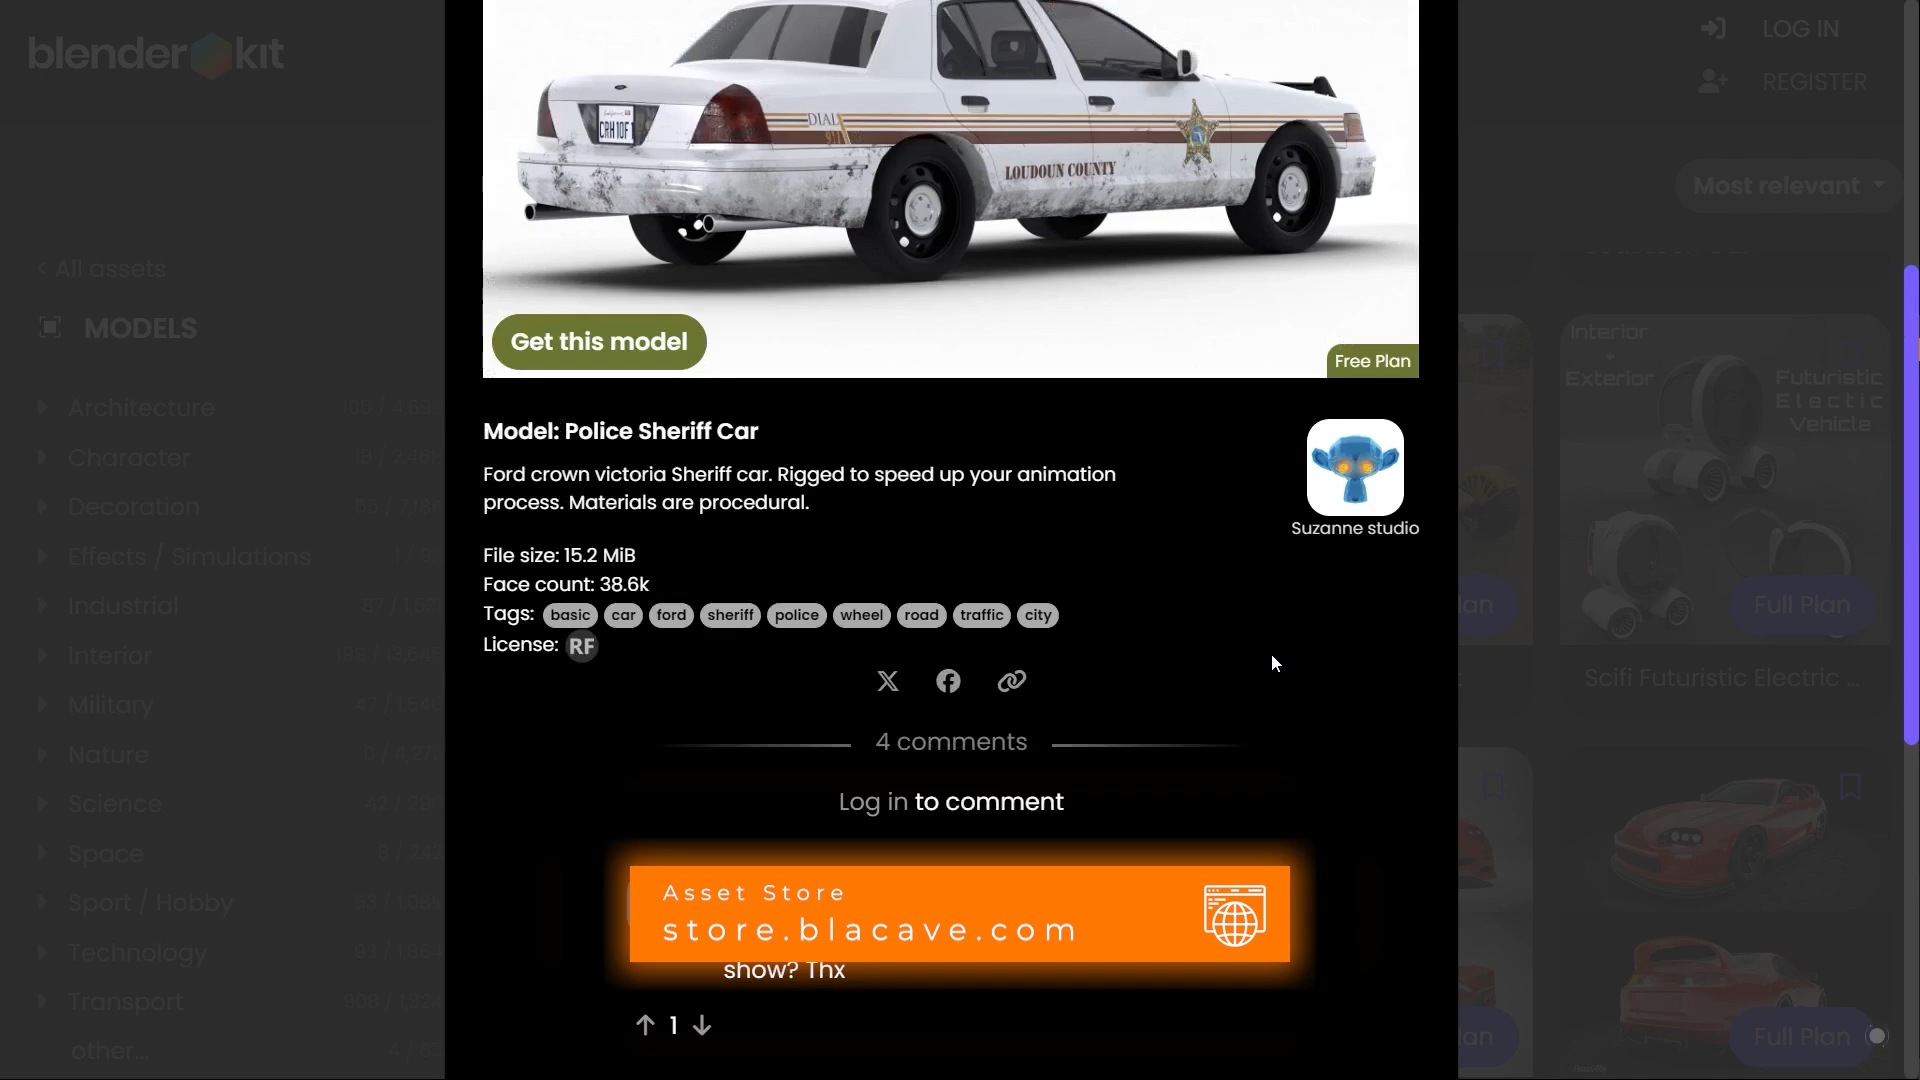 blenderkit
LOG IN
REGISTER
Most relevant
< All assets
MODELS
Architecture
Character
Decoration
Effects / Simulations
Industrial
Interior
Military
Nature
Science
Space
Sport / Hobby
Technology
Transport
other...
DIAL
CRH10F1
LOUDOUN COUNTY
Get this model
Free Plan
Model: Police Sheriff Car
Ford crown victoria Sheriff car. Rigged to speed up your animation
process. Materials are procedural.
Suzanne studio
File size: 15.2 MiB
Face count: 38.6k
Tags: basic car ford sheriff police wheel road traffic city
License: RF
4 comments
Log in to comment
Asset Store
store.blacave.com
show? Thx
1
Interior
+
Exterior
Futuristic
Electic
Vehicle
Full Plan
Scifi Futuristic Electric ...
Full Plan